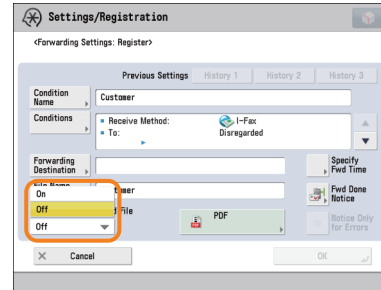 Settings/Registration
<Forwarding Settings: Register>
Previous Settings History 1 History 2 History 3
Condition Name
Customer
Conditions
▪ Receive Method: I-Fax
▪ To: Disregarded
Forwarding Destination
Specify Fwd Time
File Name
On
Off
Off
File
PDF
Fwd Done Notice
Notice Only for Errors
Cancel
OK